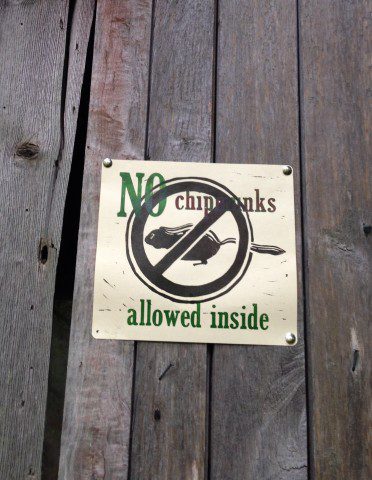 NO chipmunks
allowed inside